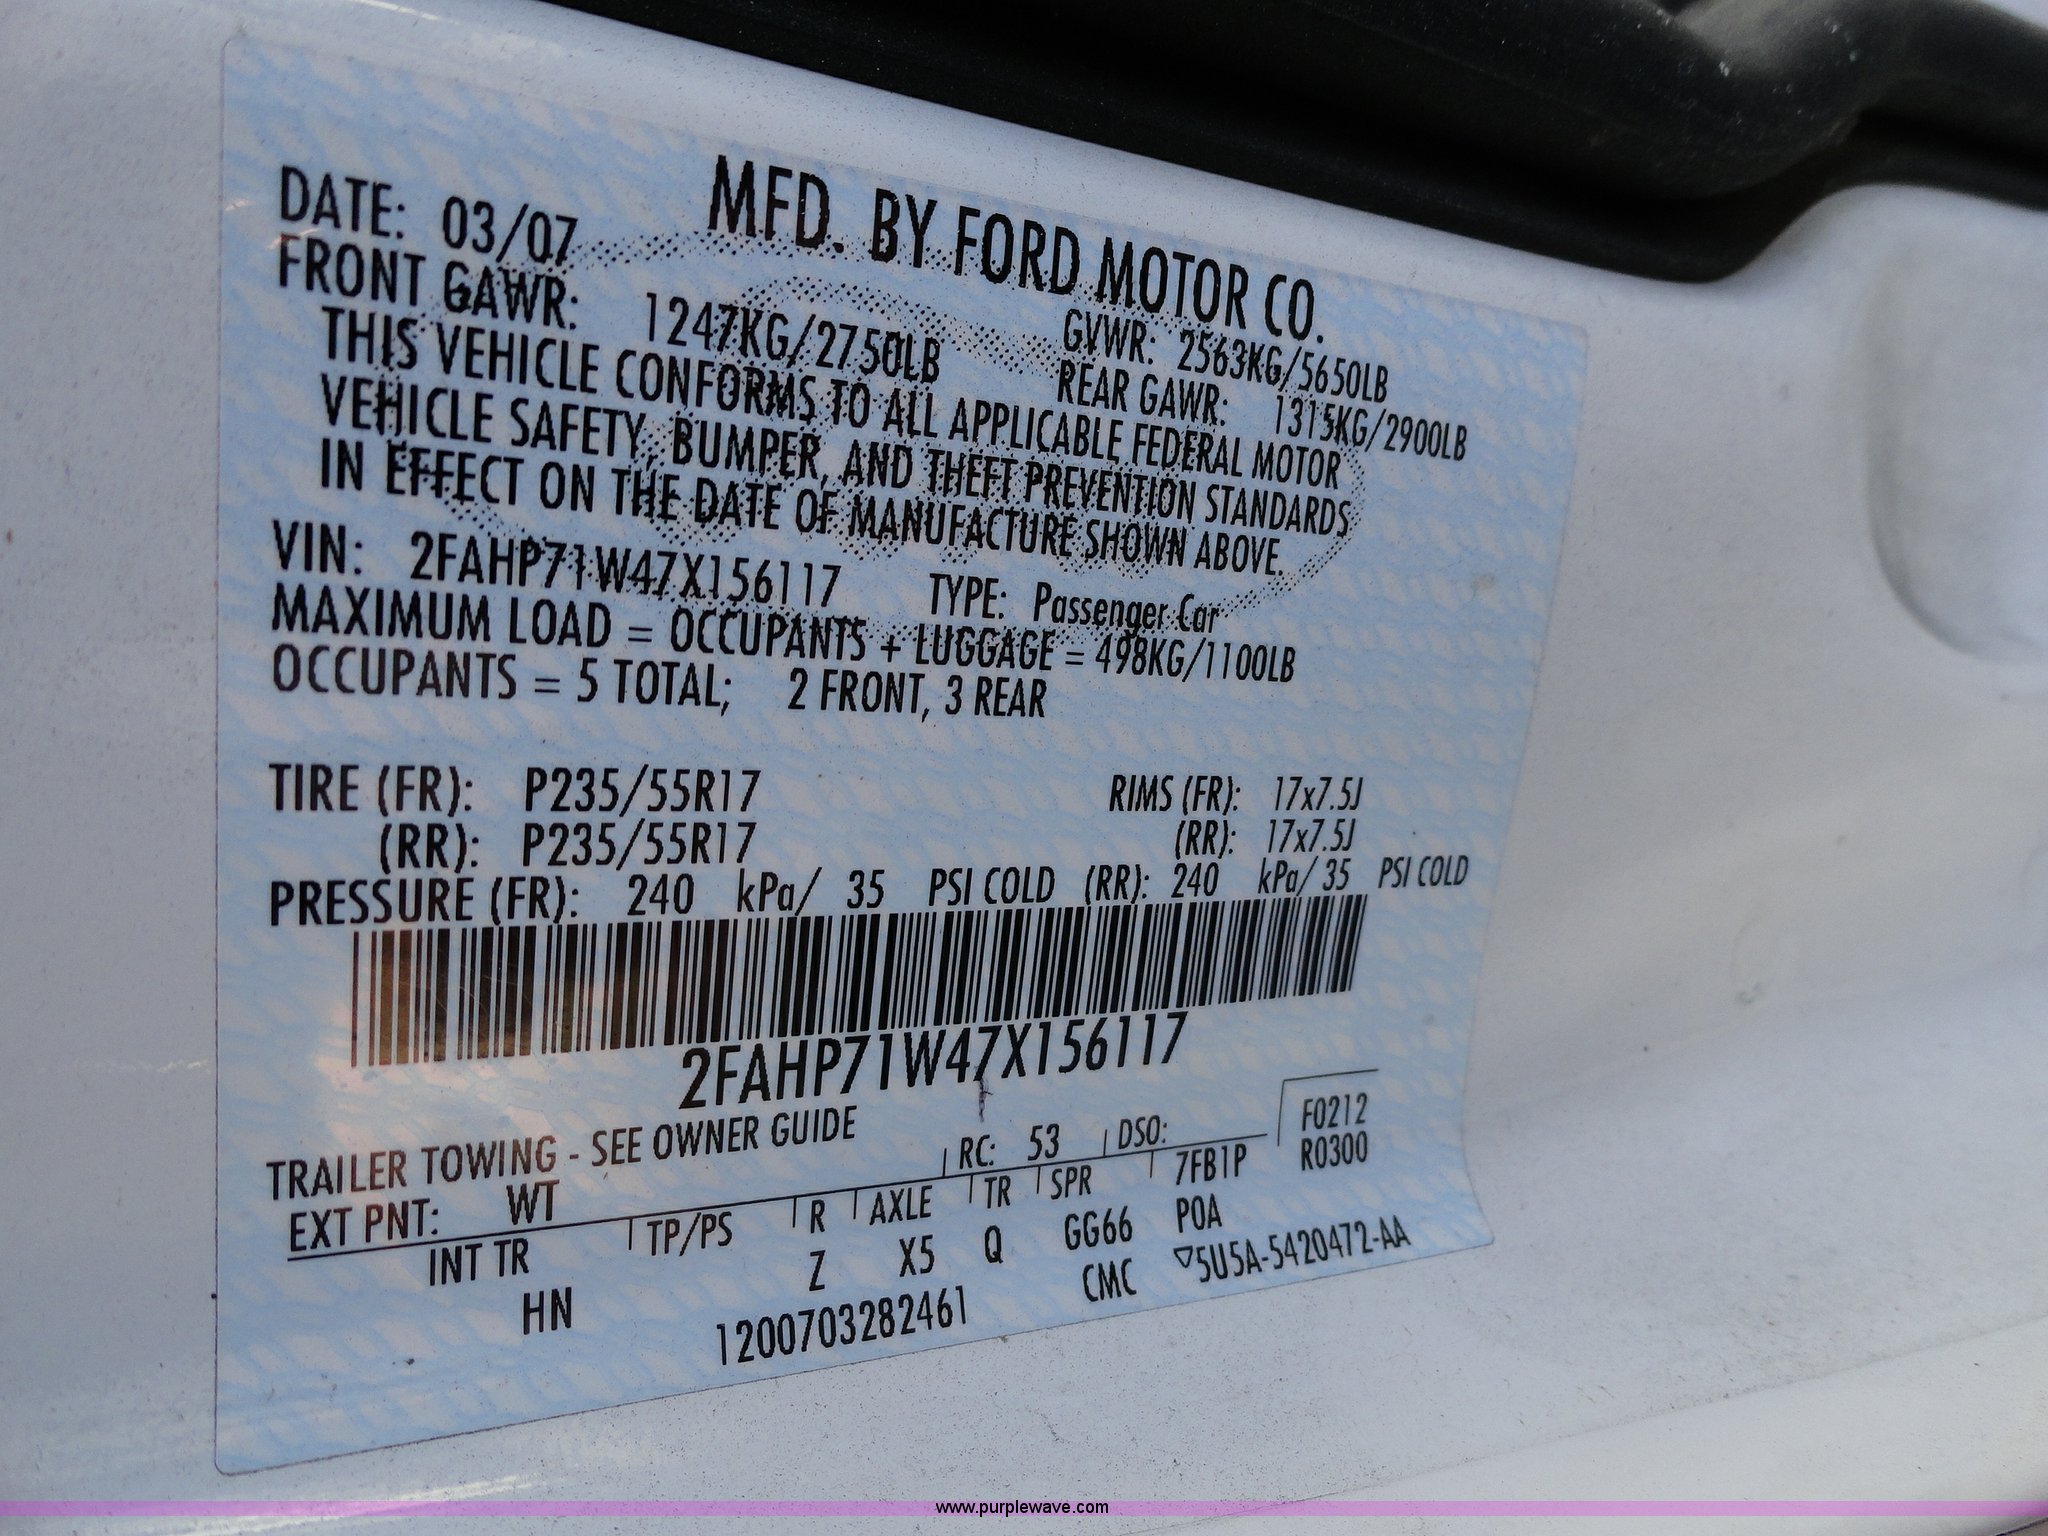 MFD. BY FORD MOTOR CO.
DATE: 03/07
GVWR: 2563KG/5650LB
FRONT GAWR: 1247KG/2750LB
REAR GAWR: 1315KG/2900LB
THIS VEHICLE CONFORMS TO ALL APPLICABLE FEDERAL MOTOR
VEHICLE SAFETY, BUMPER, AND THEFT PREVENTION STANDARDS
IN EFFECT ON THE DATE OF MANUFACTURE SHOWN ABOVE.
VIN: 2FAHP71W47X156117 TYPE: Passenger Car
MAXIMUM LOAD = OCCUPANTS + LUGGAGE = 498KG/1100LB
OCCUPANTS = 5 TOTAL; 2 FRONT, 3 REAR
TIRE (FR): P235/55R17 RIMS (FR): 17x7.5J
(RR): P235/55R17 (RR): 17x7.5J
PRESSURE (FR): 240 kPa/ 35 PSI COLD (RR): 240 kPa/ 35 PSI COLD
2FAHP71W47X156117
TRAILER TOWING - SEE OWNER GUIDE
F0212
EXT PNT: WT RC: 53 DSO: R0300
INT TR TP/PS R AXLE TR SPR 7FB1P
HN Z X5 Q GG66 POA
1200703282461 CMC ▽5U5A-5420472-AA
www.purplewave.com